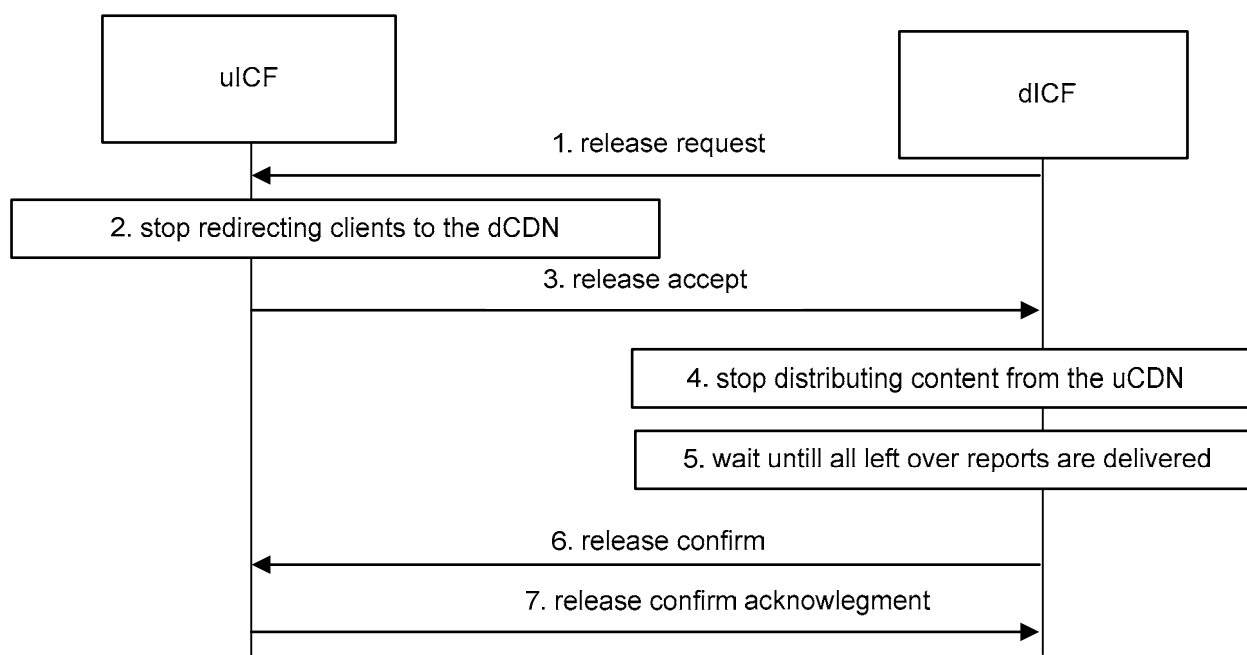 uICF
dICF
1. release request
2. stop redirecting clients to the dCDN
3. release accept
4. stop distributing content from the uCDN
5. wait untill all left over reports are delivered
6. release confirm
7. release confirm acknowlegment